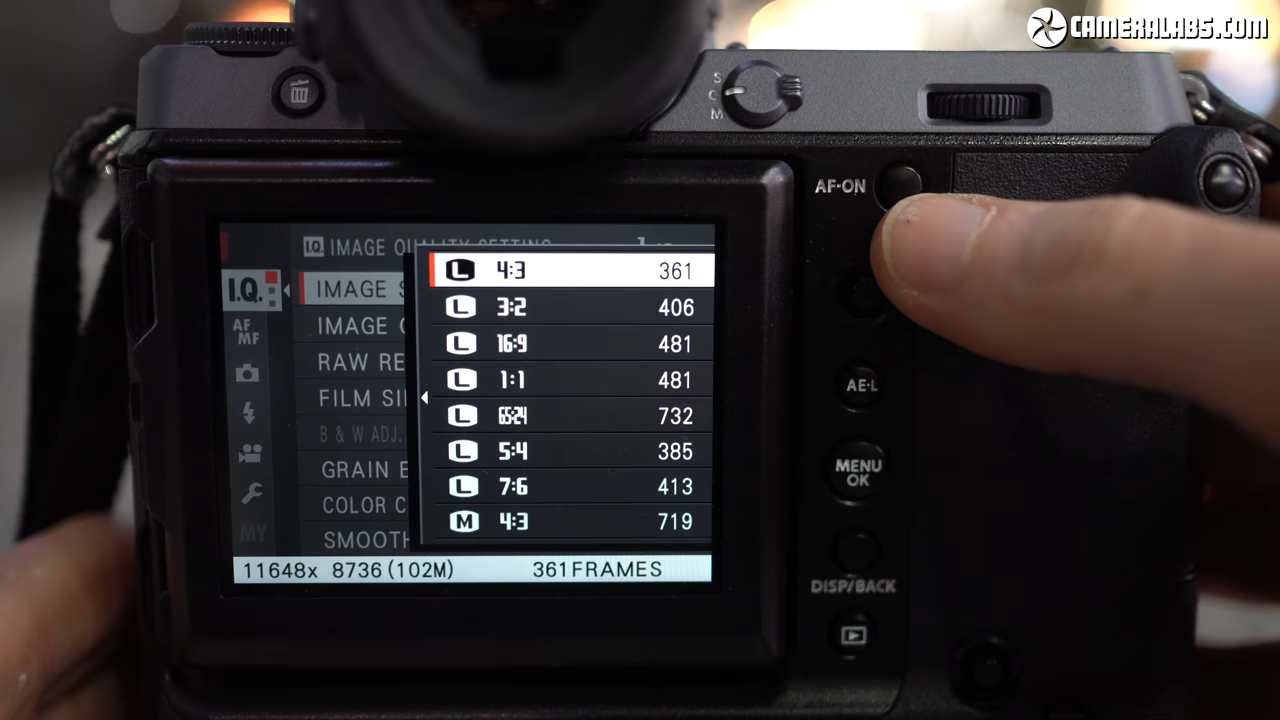 CAMERALABS.COM
S
C
M
AF-ON
I.Q. IMAGE QUALITY SETTING
I.Q.
IMAGE S
IMAGE
RAW RE
FILM SI
B & W ADJ.
GRAIN E
COLOR C
SMOOTH
AF
MF
MY
L 4:3 361
L 3:2 406
L 16:9 481
L 1:1 481
L 65:24 732
L 5:4 385
L 7:6 413
M 4:3 719
11648x 8736(102M) 361FRAMES
AE-L
MENU
OK
DISP/BACK